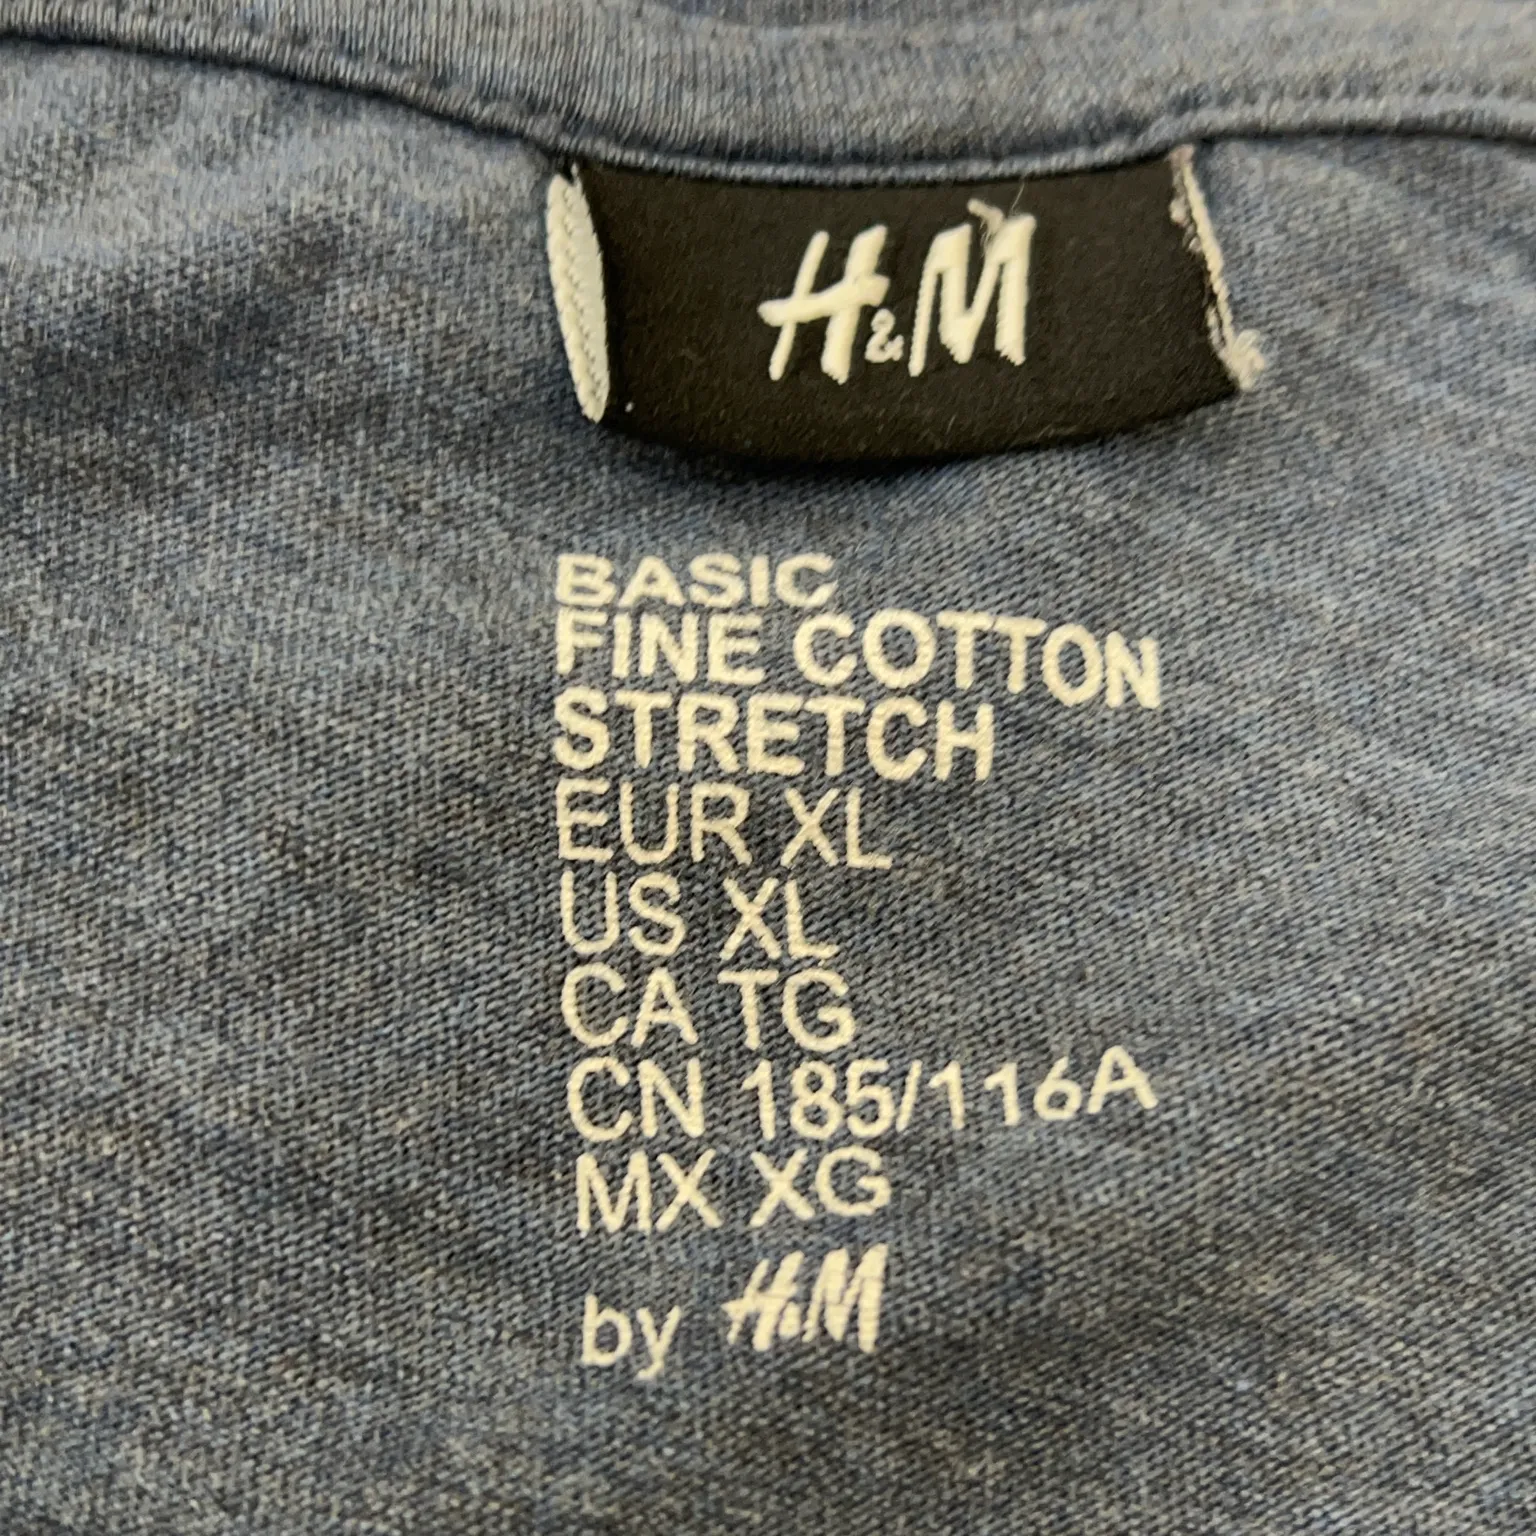 H&M
BASIC
FINE COTTON
STRETCH
EUR XL
US XL
CA TG
CN 185/116A
MX XG
by H&M